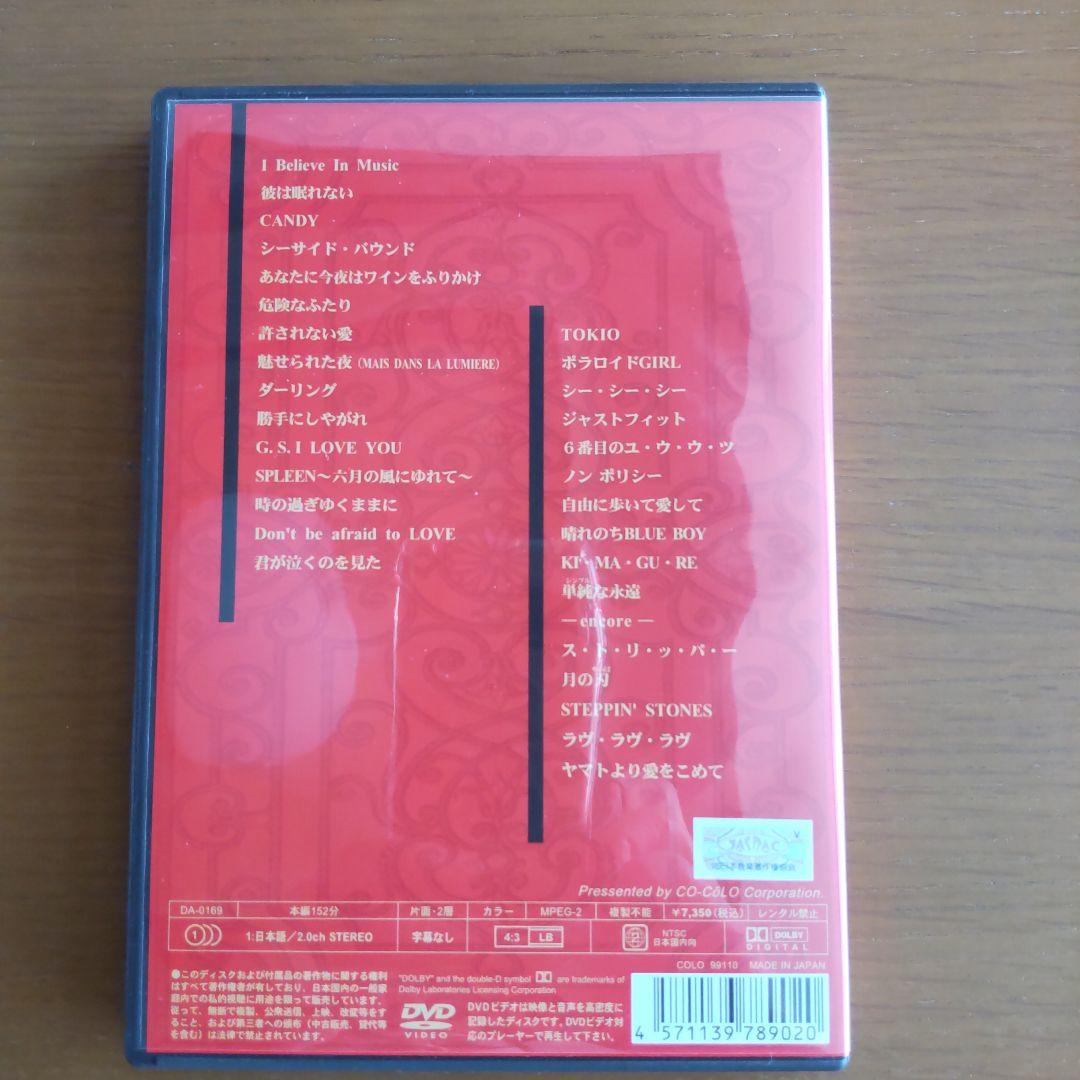 I Believe In Music
彼は眠れない
CANDY
シーサイド・バウンド
あなたに今夜はワインをふりかけ
危険なふたり
許されない愛
魅せられた夜(MAIS DANS LA LUMIERE)
ダーリング
勝手にしやがれ
G.S.I LOVE YOU
SPLEEN〜六月の風にゆれて〜
時の過ぎゆくままに
Don't be afraid to LOVE
君が泣くのを見た
TOKIO
ポラロイドGIRL
シー・シー・シー
ジャストフィット
6番目のユ・ウ・ウ・ツ
ノン ポリシー
自由に歩いて愛して
晴れのちBLUE BOY
KI・MA・GU・RE
シンプル
単純な永遠
— encore —
ス・ト・リ・ッ・パ・ー
月の刃
STEPPIN' STONES
ラヴ・ラヴ・ラヴ
ヤマトより愛をこめて
V
JASRAC
Presented by CO-CōLO Corporation.
DA-0169 本編152分 片面・2層 カラー MPEG-2 複製不能 ¥7,350(税込) レンタル禁止
1 1:日本語/2.0ch STEREO 字幕なし 4:3 LB 2 NTSC 日本国内向 DOLBY DIGITAL
COLO 99110 MADE IN JAPAN
●このディスクおよび付属品の著作物に関する権利
はすべて著作権者が有しており、日本国内の一般家
庭内での私的視聴に用途を限って販売しています。
従って、無断で複製、公衆送信、上映、改変等をす
ること、および第三者への頒布(中古販売、貸代等
を含む)は法律で禁止されています。
"DOLBY" and the double-D symbol are trademarks of
Dolby Laboratories Licensing Corporation
DVD VIDEO
DVDビデオは映像と音声を高密度に
記録したディスクです。DVDビデオ対
応のプレーヤーで再生して下さい。
4 571139 789020